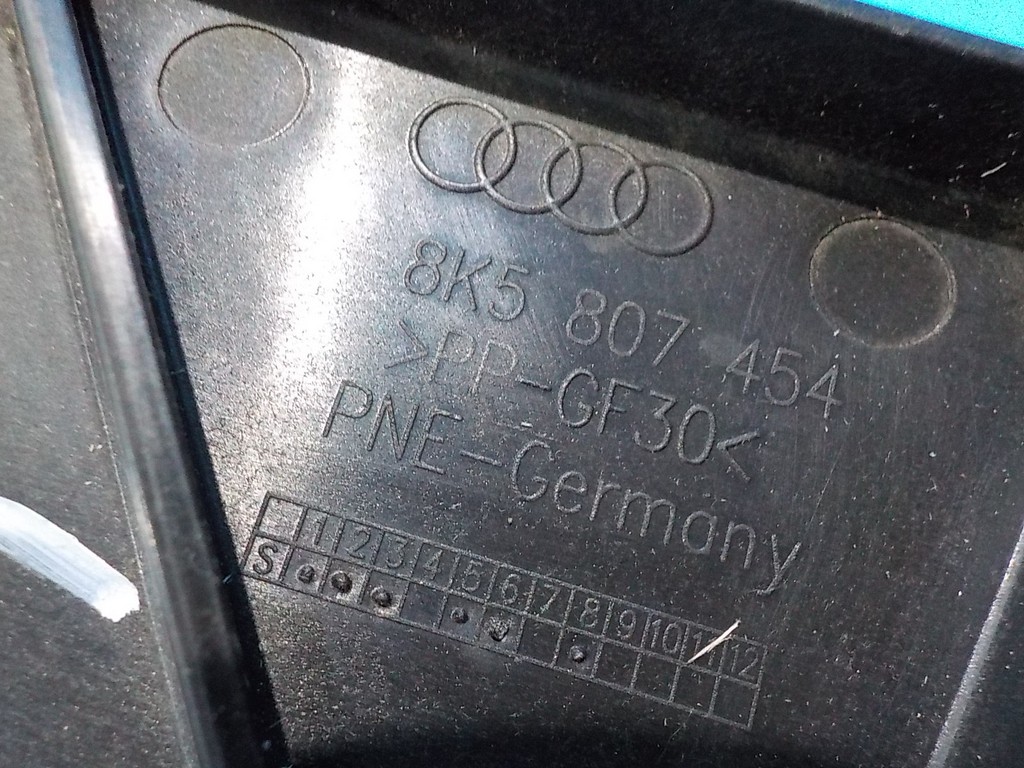 8K5 807 454
>PP-GF30<
PNE-Germany
1 2 3 4 5 6 7 8 9 10 11 12
S